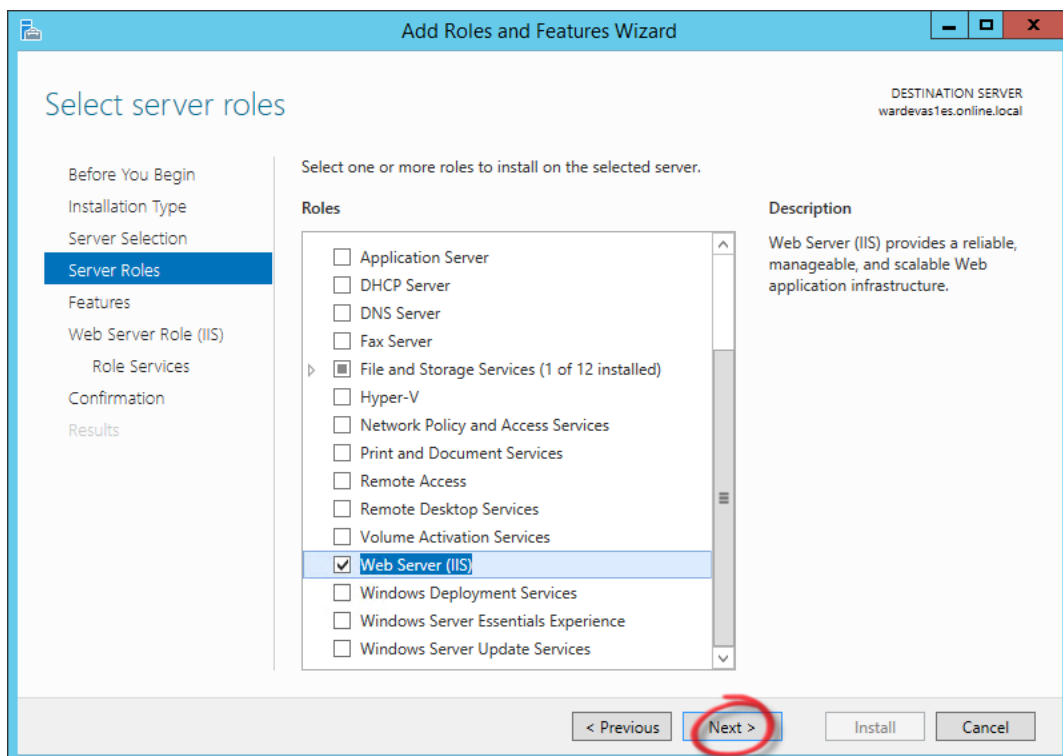 Add Roles and Features Wizard
Select server roles
DESTINATION SERVER
wardevas1es.online.local
Before You Begin
Installation Type
Server Selection
Server Roles
Features
Web Server Role (IIS)
Role Services
Confirmation
Results
Select one or more roles to install on the selected server.
Roles
Application Server
DHCP Server
DNS Server
Fax Server
File and Storage Services (1 of 12 installed)
Hyper-V
Network Policy and Access Services
Print and Document Services
Remote Access
Remote Desktop Services
Volume Activation Services
Web Server (IIS)
Windows Deployment Services
Windows Server Essentials Experience
Windows Server Update Services
Description
Web Server (IIS) provides a reliable,
manageable, and scalable Web
application infrastructure.
< Previous
Next >
Install
Cancel